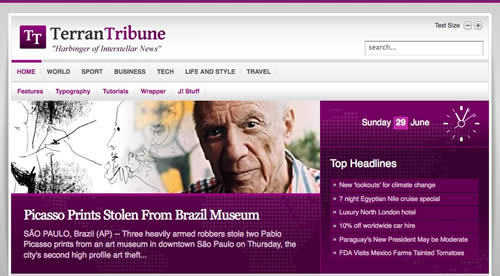 Text Size
TT TerranTribune
"Harbinger of Interstellar News"
search...
HOME WORLD SPORT BUSINESS TECH LIFE AND STYLE TRAVEL
Features Typography Tutorials Wrapper J! Stuff
Sunday 29 June
Top Headlines
» New 'lookouts' for climate change
» 7 night Egyptian Nile cruise special
» Luxury North London hotel
» 10% off worldwide car hire
» Paraguay's New President May be Moderate
» FDA Visits Mexico Farms Tainted Tomatoes
Picasso Prints Stolen From Brazil Museum
SÃO PAULO, Brazil (AP) -- Three heavily armed robbers stole two Pablo
Picasso prints from an art museum in downtown São Paulo on Thursday, the
city's second high profile art theft...